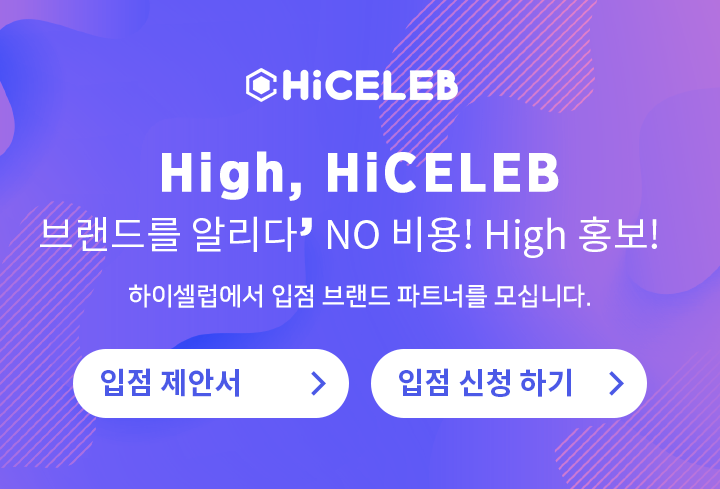 HiCELEB
High, HiCELEB
브랜드를 알리다’ NO 비용! High 홍보!
하이셀럽에서 입점 브랜드 파트너를 모십니다.
입점 제안서
입점 신청 하기